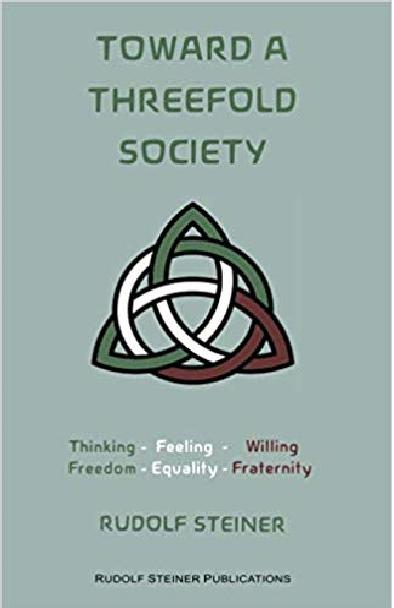 TOWARD A
THREEFOLD
SOCIETY
Thinking - Feeling - Willing
Freedom - Equality - Fraternity
RUDOLF STEINER
RUDOLF STEINER PUBLICATIONS